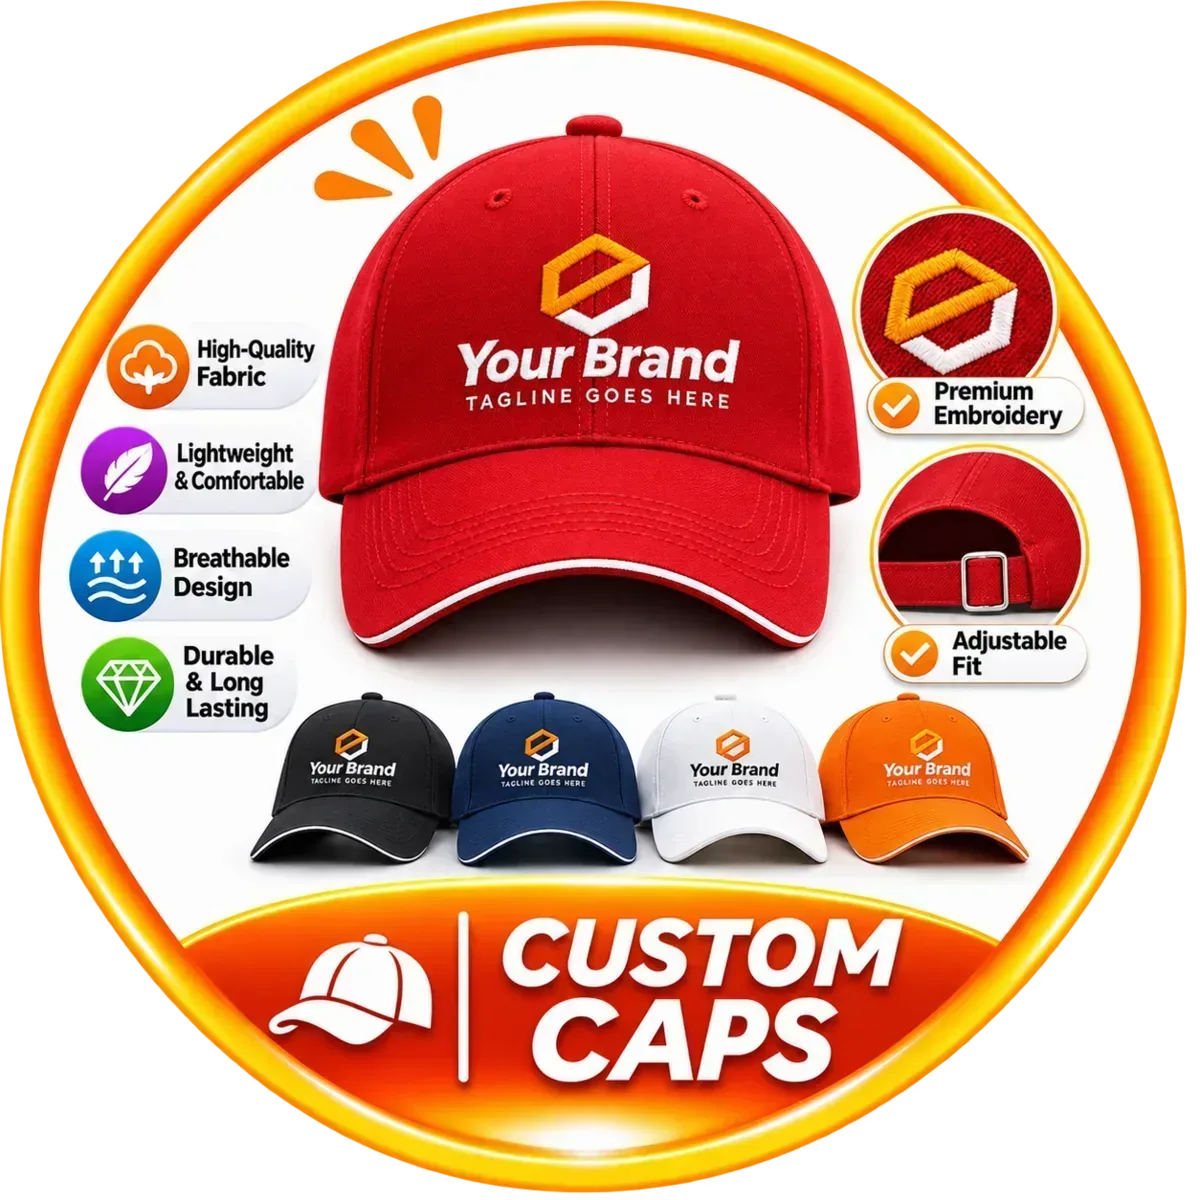 Your Brand
TAGLINE GOES HERE
High-Quality
Fabric
Lightweight
& Comfortable
Breathable
Design
Durable
& Long
Lasting
Premium
Embroidery
Adjustable
Fit
Your Brand
TAGLINE GOES HERE
Your Brand
TAGLINE GOES HERE
Your Brand
TAGLINE GOES HERE
Your Brand
TAGLINE GOES HERE
CUSTOM
CAPS